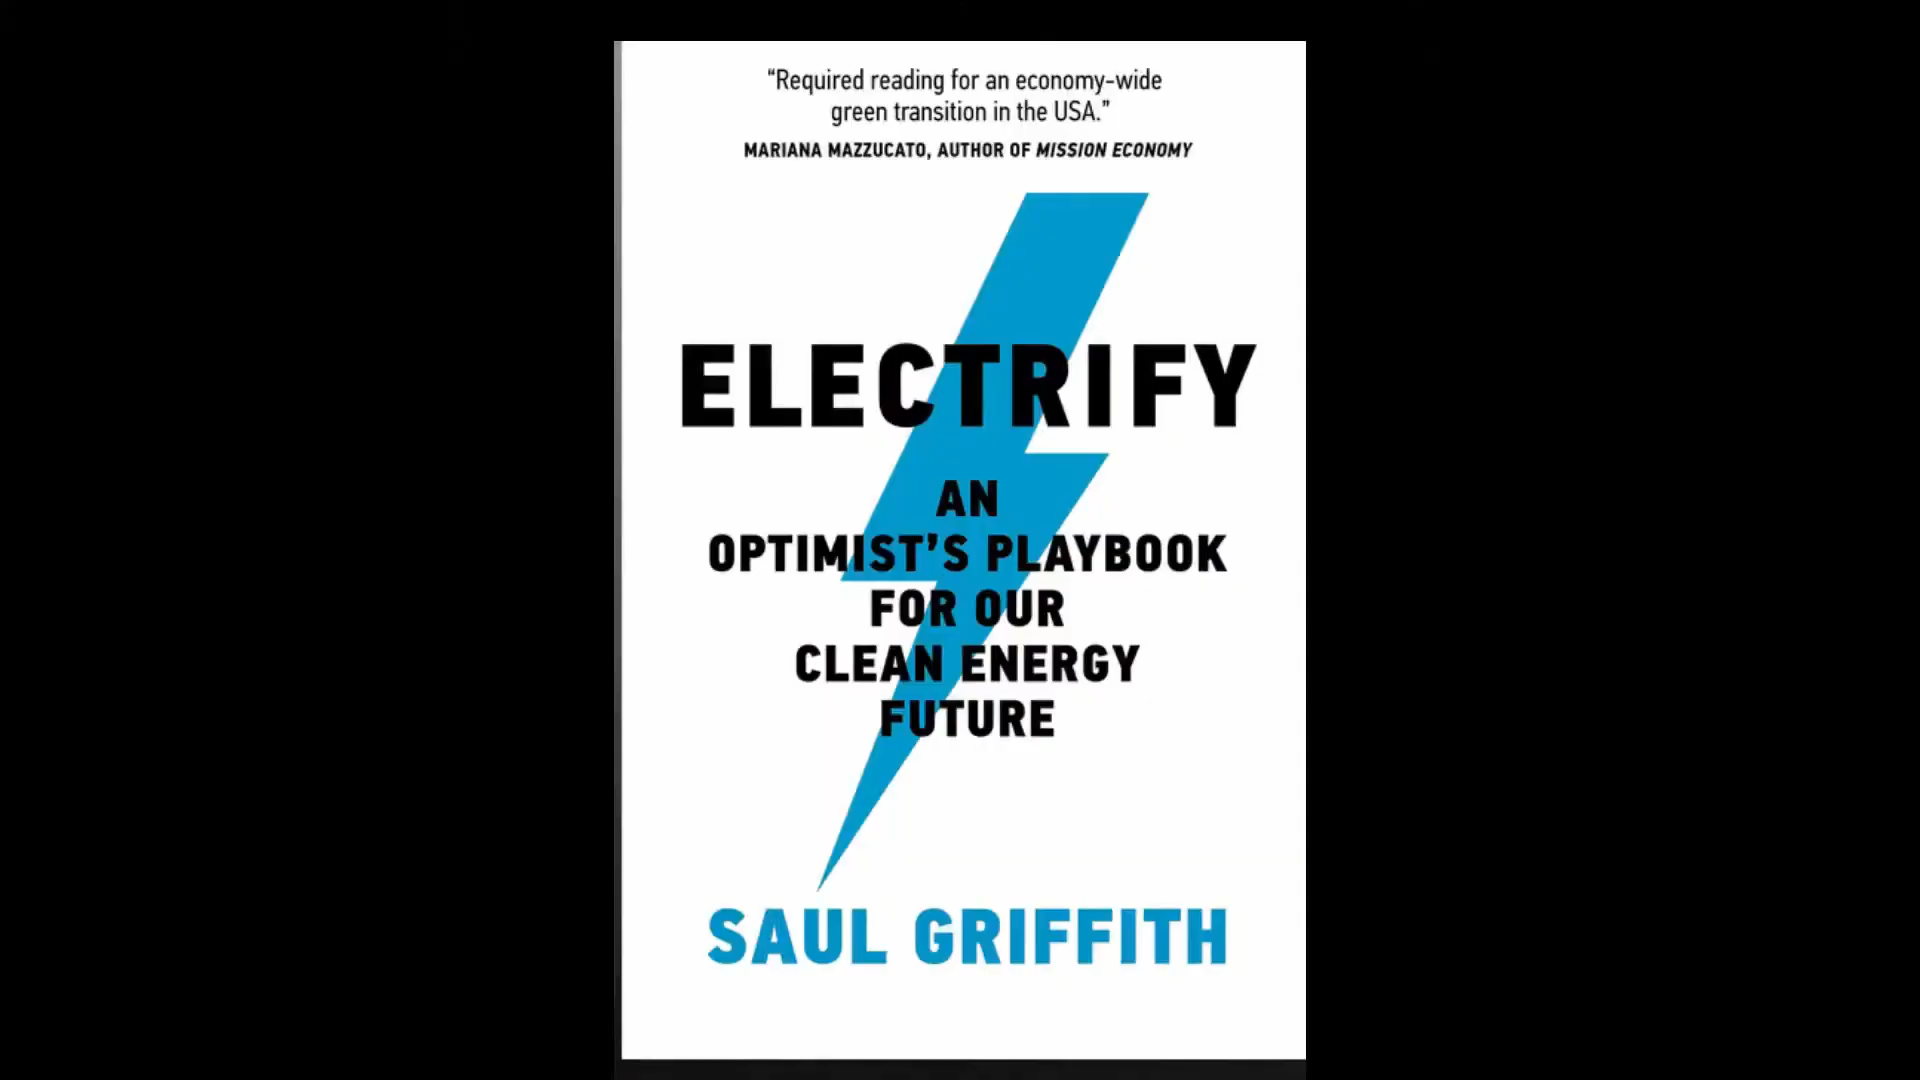 “Required reading for an economy-wide
green transition in the USA.”
MARIANA MAZZUCATO, AUTHOR OF MISSION ECONOMY
ELECTRIFY
AN
OPTIMIST’S PLAYBOOK
FOR OUR
CLEAN ENERGY
FUTURE
SAUL GRIFFITH